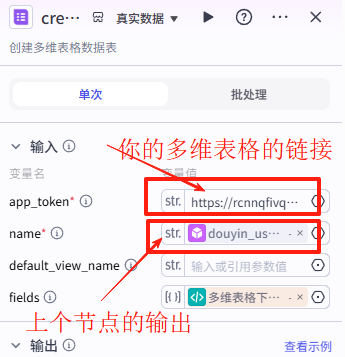 cre... 真实数据
创建多维表格数据表
单次 批处理
输入
你的多维表格的链接
变量名 变量值
app_token* str. https://rcnnqfivq...
name* str. douyin_us... - ×
default_view_name str. 输入或引用参数值
fields [()] 多维表格下... - ×
上个节点的输出
输出 查看示例